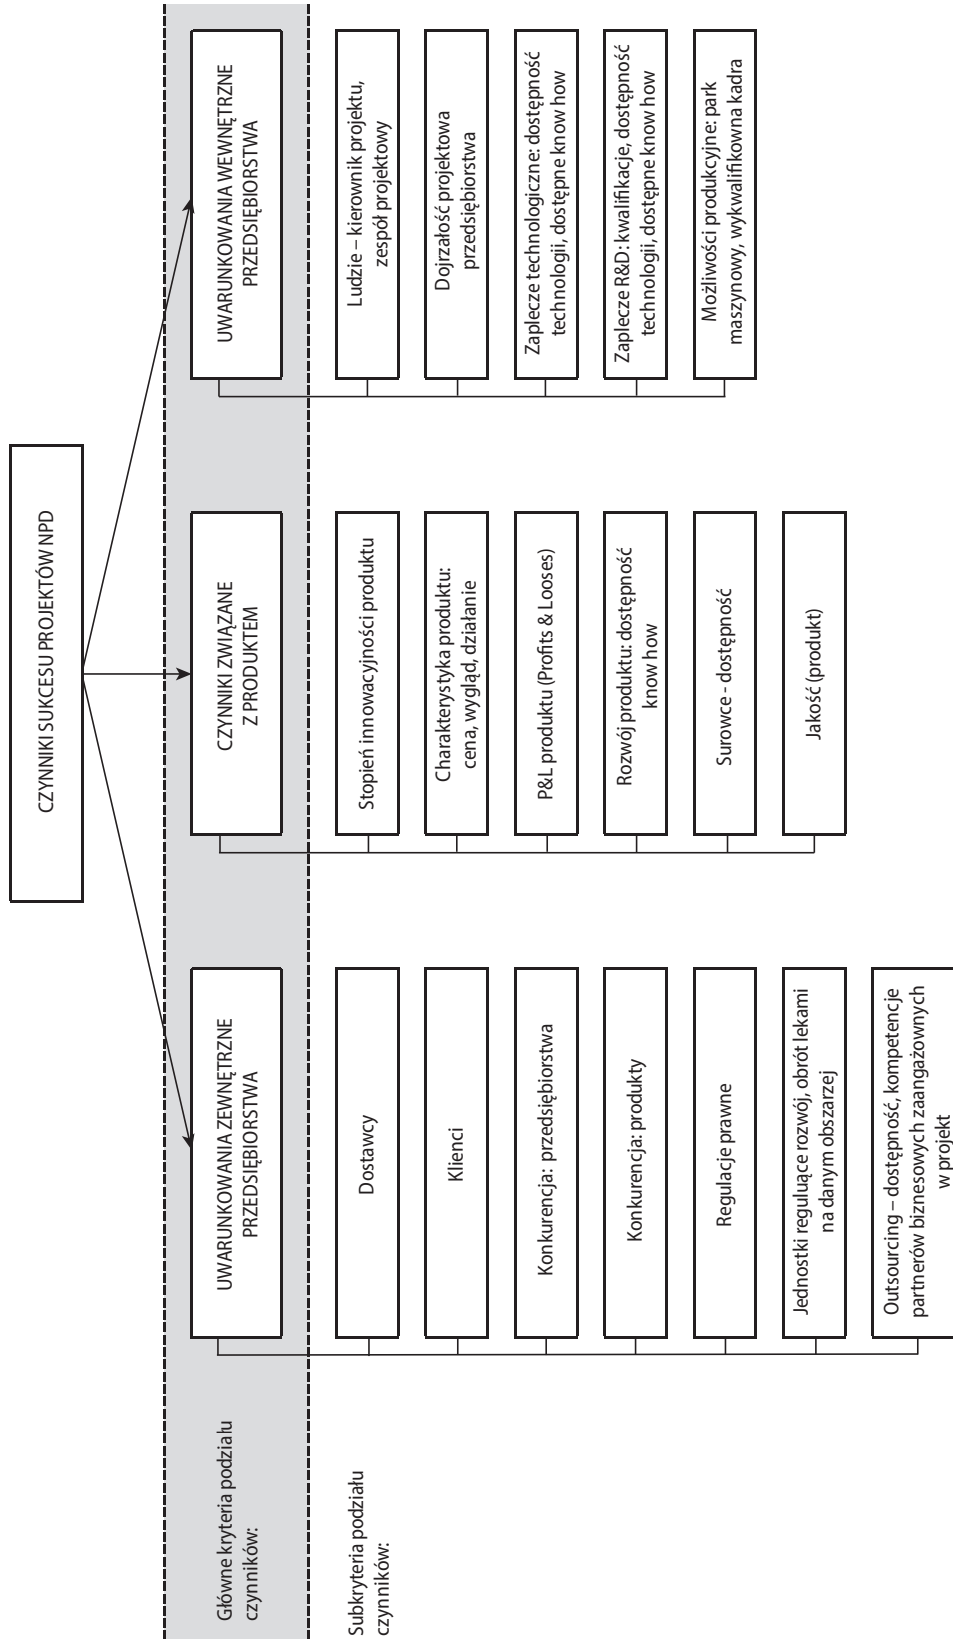 CZYNNIKI SUKCESU PROJEKTÓW NPD
Główne kryteria podziału
czynników:
UWARUNKOWANIA ZEWNĘTRZNE
PRZEDSIĘBIORSTWA
CZYNNIKI ZWIĄZANE
Z PRODUKTEM
UWARUNKOWANIA WEWNĘTRZNE
PRZEDSIĘBIORSTWA
Subkryteria podziału
czynników:
Dostawcy
Klienci
Konkurencja: przedsiębiorstwa
Konkurencja: produkty
Regulacje prawne
Jednostki regulujące rozwój, obrót lekami
na danym obszarzej
Outsourcing – dostępność, kompetencje
partnerów biznesowych zaangażownych
w projekt
Stopień innowacyjności produktu
Charakterystyka produktu:
cena, wygląd, działanie
P&L produktu (Profits & Looses)
Rozwój produktu: dostępność
know how
Surowce - dostępność
Jakość (produkt)
Ludzie – kierownik projektu,
zespół projektowy
Dojrzałość projektowa
przedsiębiorstwa
Zaplecze technologiczne: dostępność
technologii, dostępne know how
Zaplecze R&D: kwalifikacje, dostępność
technologii, dostępne know how
Możliwości produkcyjne: park
maszynowy, wykwalifikowna kadra